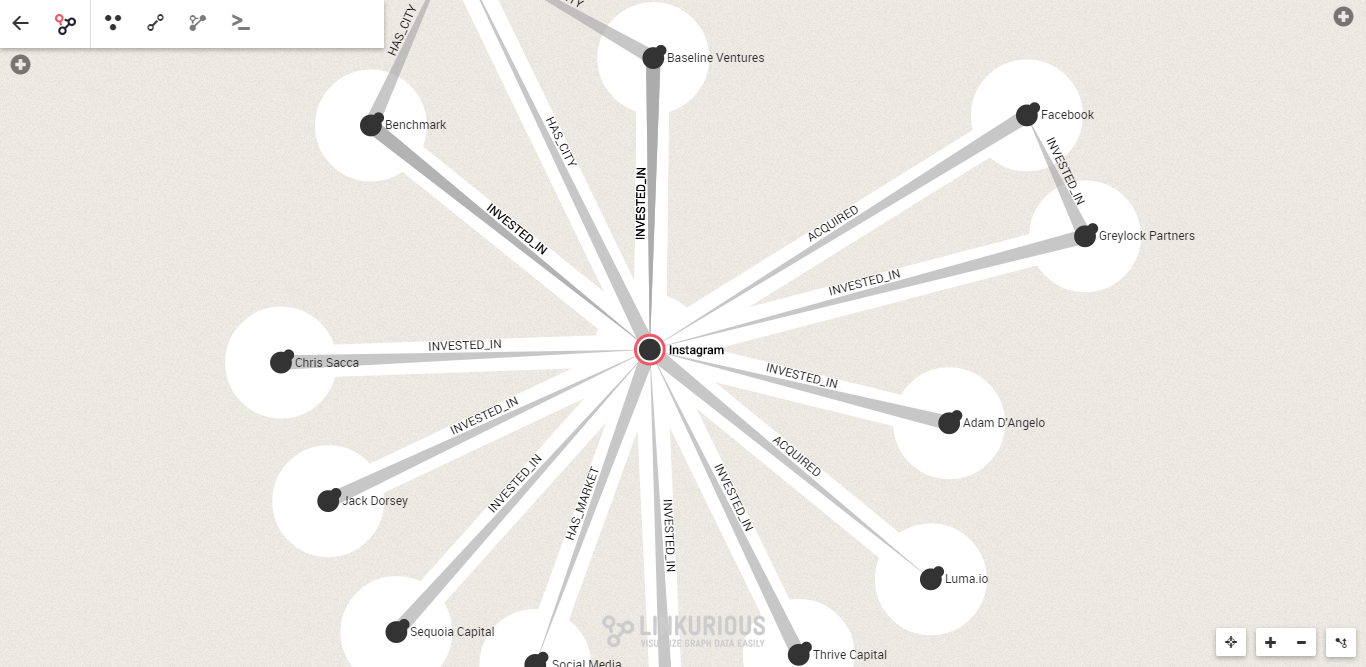 HAS_CITY
Baseline Ventures
Benchmark
HAS_CITY
Facebook
INVESTED_IN
INVESTED_IN
INVESTED_IN
ACQUIRED
Greylock Partners
INVESTED_IN
Instagram
INVESTED_IN
Chris Sacca
INVESTED_IN
INVESTED_IN
Adam D'Angelo
ACQUIRED
Jack Dorsey
INVESTED_IN
HAS_MARKET
INVESTED_IN
INVESTED_IN
Luma.io
Sequoia Capital
LINKURIOUS
VISUALIZE GRAPH DATA EASILY
Thrive Capital
Social Media